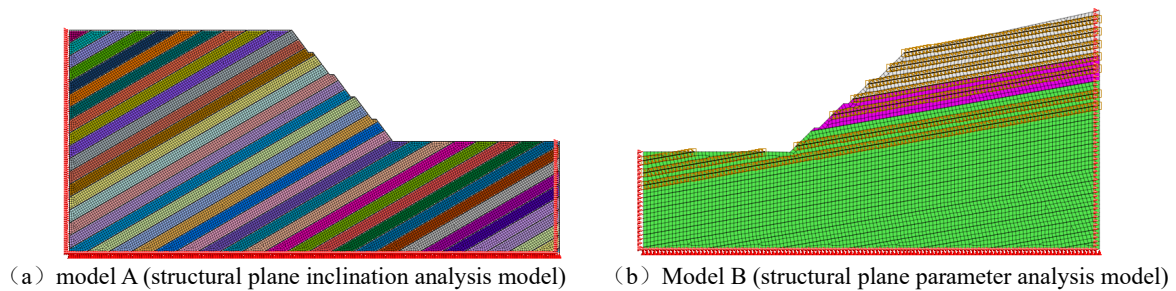 （a）model A (structural plane inclination analysis model)
（b）Model B (structural plane parameter analysis model)